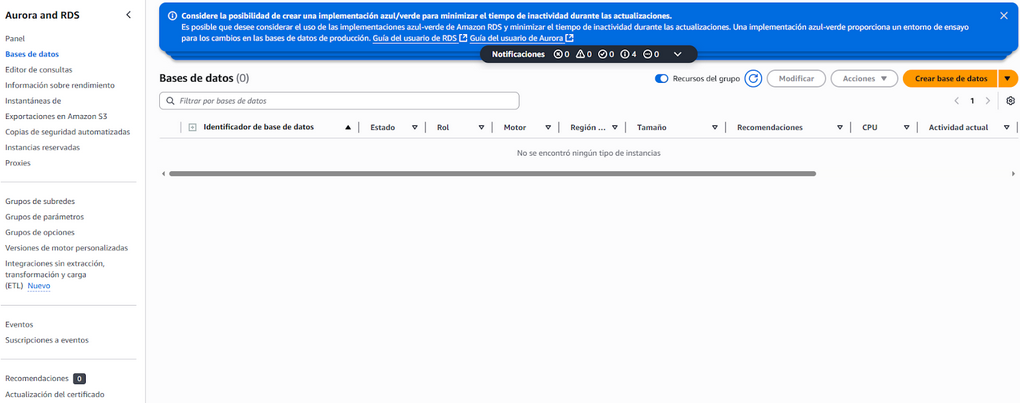 Aurora and RDS
Panel
Bases de datos
Editor de consultas
Información sobre rendimiento
Instantáneas de
Exportaciones en Amazon S3
Copias de seguridad automatizadas
Instancias reservadas
Proxies
Grupos de subredes
Grupos de parámetros
Grupos de opciones
Versiones de motor personalizadas
Integraciones sin extracción,
transformación y carga
(ETL) Nuevo
Eventos
Suscripciones a eventos
Recomendaciones 0
Actualización del certificado
Considere la posibilidad de crear una implementación azul/verde para minimizar el tiempo de inactividad durante las actualizaciones.
Es posible que desee considerar el uso de las implementaciones azul-verde de Amazon RDS y minimizar el tiempo de inactividad durante las actualizaciones. Una implementación azul-verde proporciona un entorno de ensayo
para los cambios en las bases de datos de producción. Guía del usuario de RDS Guía del usuario de Aurora
Notificaciones 0 0 0 4 0
Bases de datos (0)
Recursos del grupo
Modificar
Acciones
Crear base de datos
Filtrar por bases de datos
1
Identificador de base de datos Estado Rol Motor Región ... Tamaño Recomendaciones CPU Actividad actual
No se encontró ningún tipo de instancias